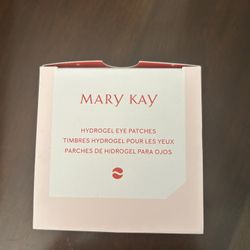 MARY KAY
HYDROGEL EYE PATCHES
TIMBRES HYDROGEL POUR LES YEUX
PARCHES DE HIDROGEL PARA OJOS